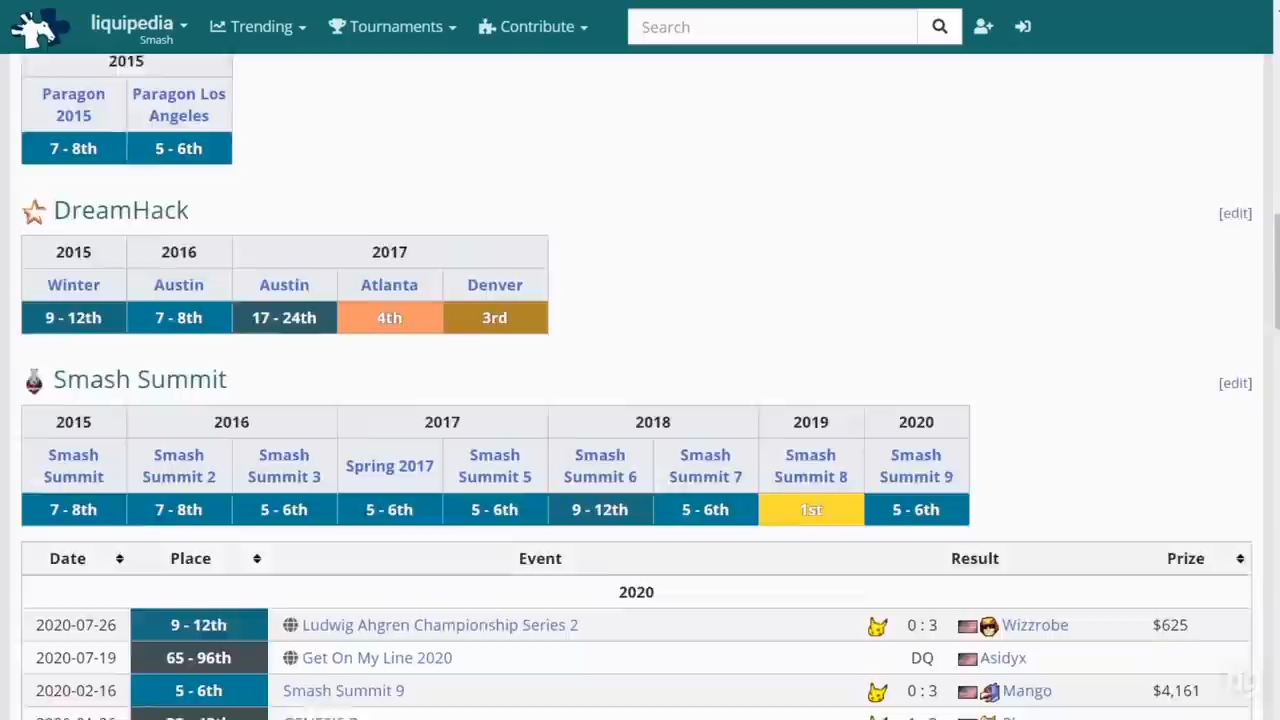 liquipedia
Smash
Trending
Tournaments
Contribute
Search
2015
Paragon 2015 Paragon Los Angeles
7 - 8th 5 - 6th
DreamHack [edit]
2015 2016 2017
Winter Austin Austin Atlanta Denver
9 - 12th 7 - 8th 17 - 24th 4th 3rd
Smash Summit [edit]
2015 2016 2017 2018 2019 2020
Smash Summit Smash Summit 2 Smash Summit 3 Spring 2017 Smash Summit 5 Smash Summit 6 Smash Summit 7 Smash Summit 8 Smash Summit 9
7 - 8th 7 - 8th 5 - 6th 5 - 6th 5 - 6th 9 - 12th 5 - 6th 1st 5 - 6th
Date Place Event Result Prize
2020
2020-07-26 9 - 12th Ludwig Ahgren Championship Series 2 0 : 3 Wizzrobe $625
2020-07-19 65 - 96th Get On My Line 2020 DQ Asidyx
2020-02-16 5 - 6th Smash Summit 9 0 : 3 Mango $4,161